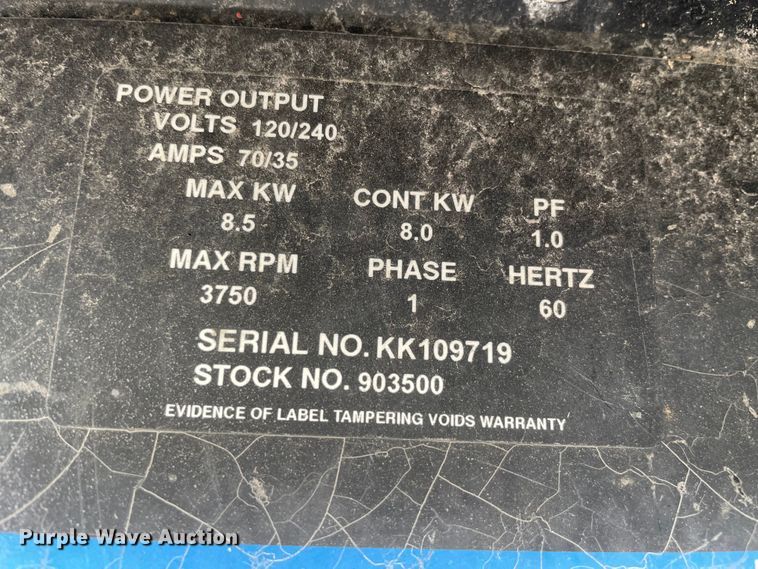 POWER OUTPUT
VOLTS 120/240
AMPS 70/35
MAX KW CONT KW PF
8.5 8.0 1.0
MAX RPM PHASE HERTZ
3750 1 60
SERIAL NO. KK109719
STOCK NO. 903500
EVIDENCE OF LABEL TAMPERING VOIDS WARRANTY
Purple Wave Auction